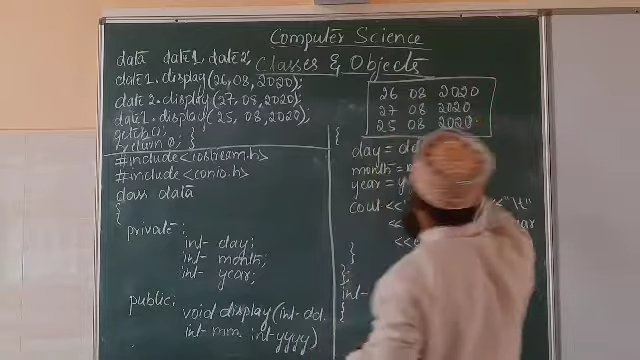 Computer Science
Classes & Objects
data date1, date2;
date1.display(26,08,2020);
date2.display(27,08,2020);
date1.display(25, 08,2020);
getch();
return 0; }
#include<iostream.h>
#include<conio.h>
class data
{
private:
int day;
int month;
int year;
public:
void display(int dd,
int mm, int yyyy)
26 08 2020
27 08 2020
25 08 2020
{
day =
month =
year =
cout <<
<<"\t"
<<
}
};
int
{